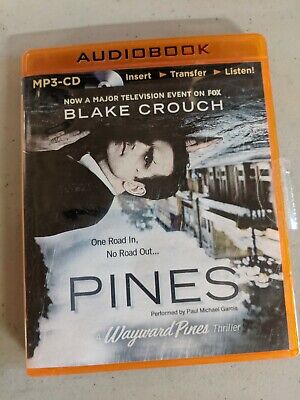 AUDIOBOOK
MP3-CD Insert Transfer Listen!
NOW A MAJOR TELEVISION EVENT ON FOX
BLAKE CROUCH
One Road In,
No Road Out...
PINES
Performed by Paul Michael Garcia
A Wayward Pines Thriller